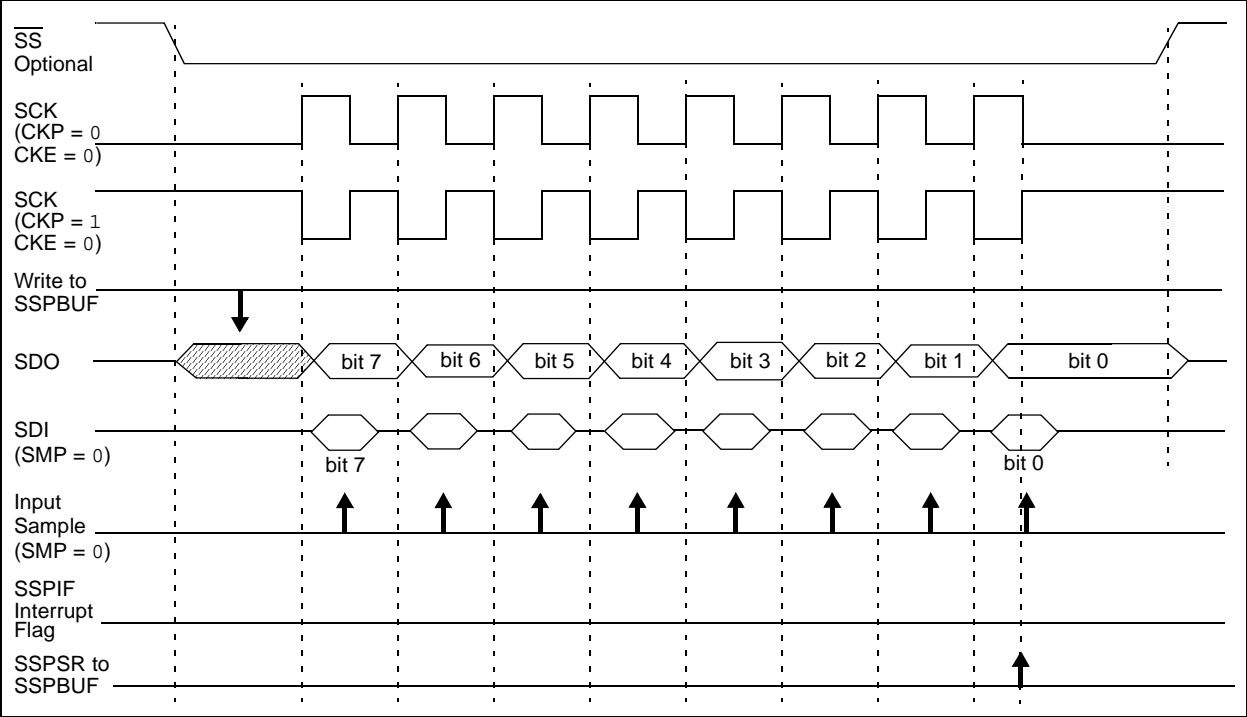 SS
Optional
SCK
(CKP = 0
CKE = 0)
SCK
(CKP = 1
CKE = 0)
Write to
SSPBUF
SDO
bit 7 bit 6 bit 5 bit 4 bit 3 bit 2 bit 1 bit 0
SDI
(SMP = 0)
bit 7 bit 0
Input
Sample
(SMP = 0)
SSPIF
Interrupt
Flag
SSPSR to
SSPBUF